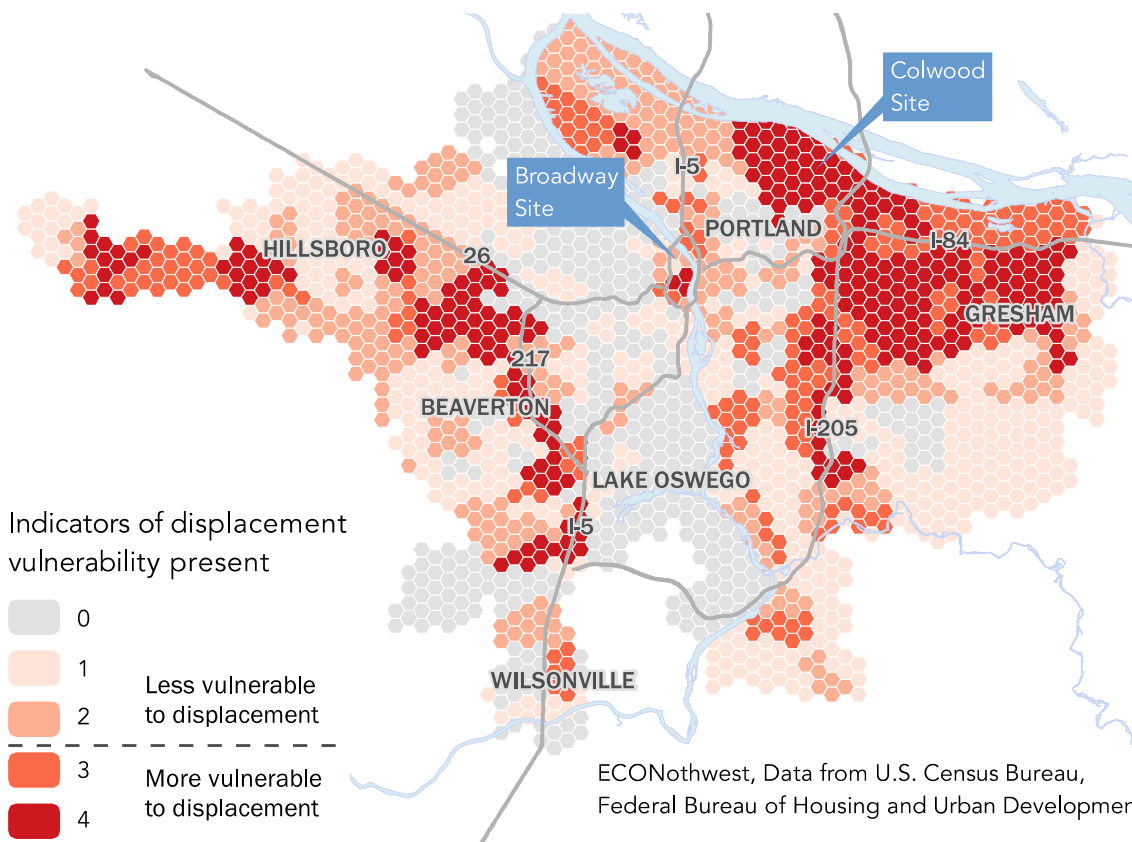 Colwood
Site
Broadway
Site
I-5
PORTLAND
HILLSBORO
I-84
26
GRESHAM
217
BEAVERTON
I-205
LAKE OSWEGO
I-5
WILSONVILLE
Indicators of displacement
vulnerability present
0
1
2
Less vulnerable
to displacement
3
4
More vulnerable
to displacement
ECONothwest, Data from U.S. Census Bureau,
Federal Bureau of Housing and Urban Developmen